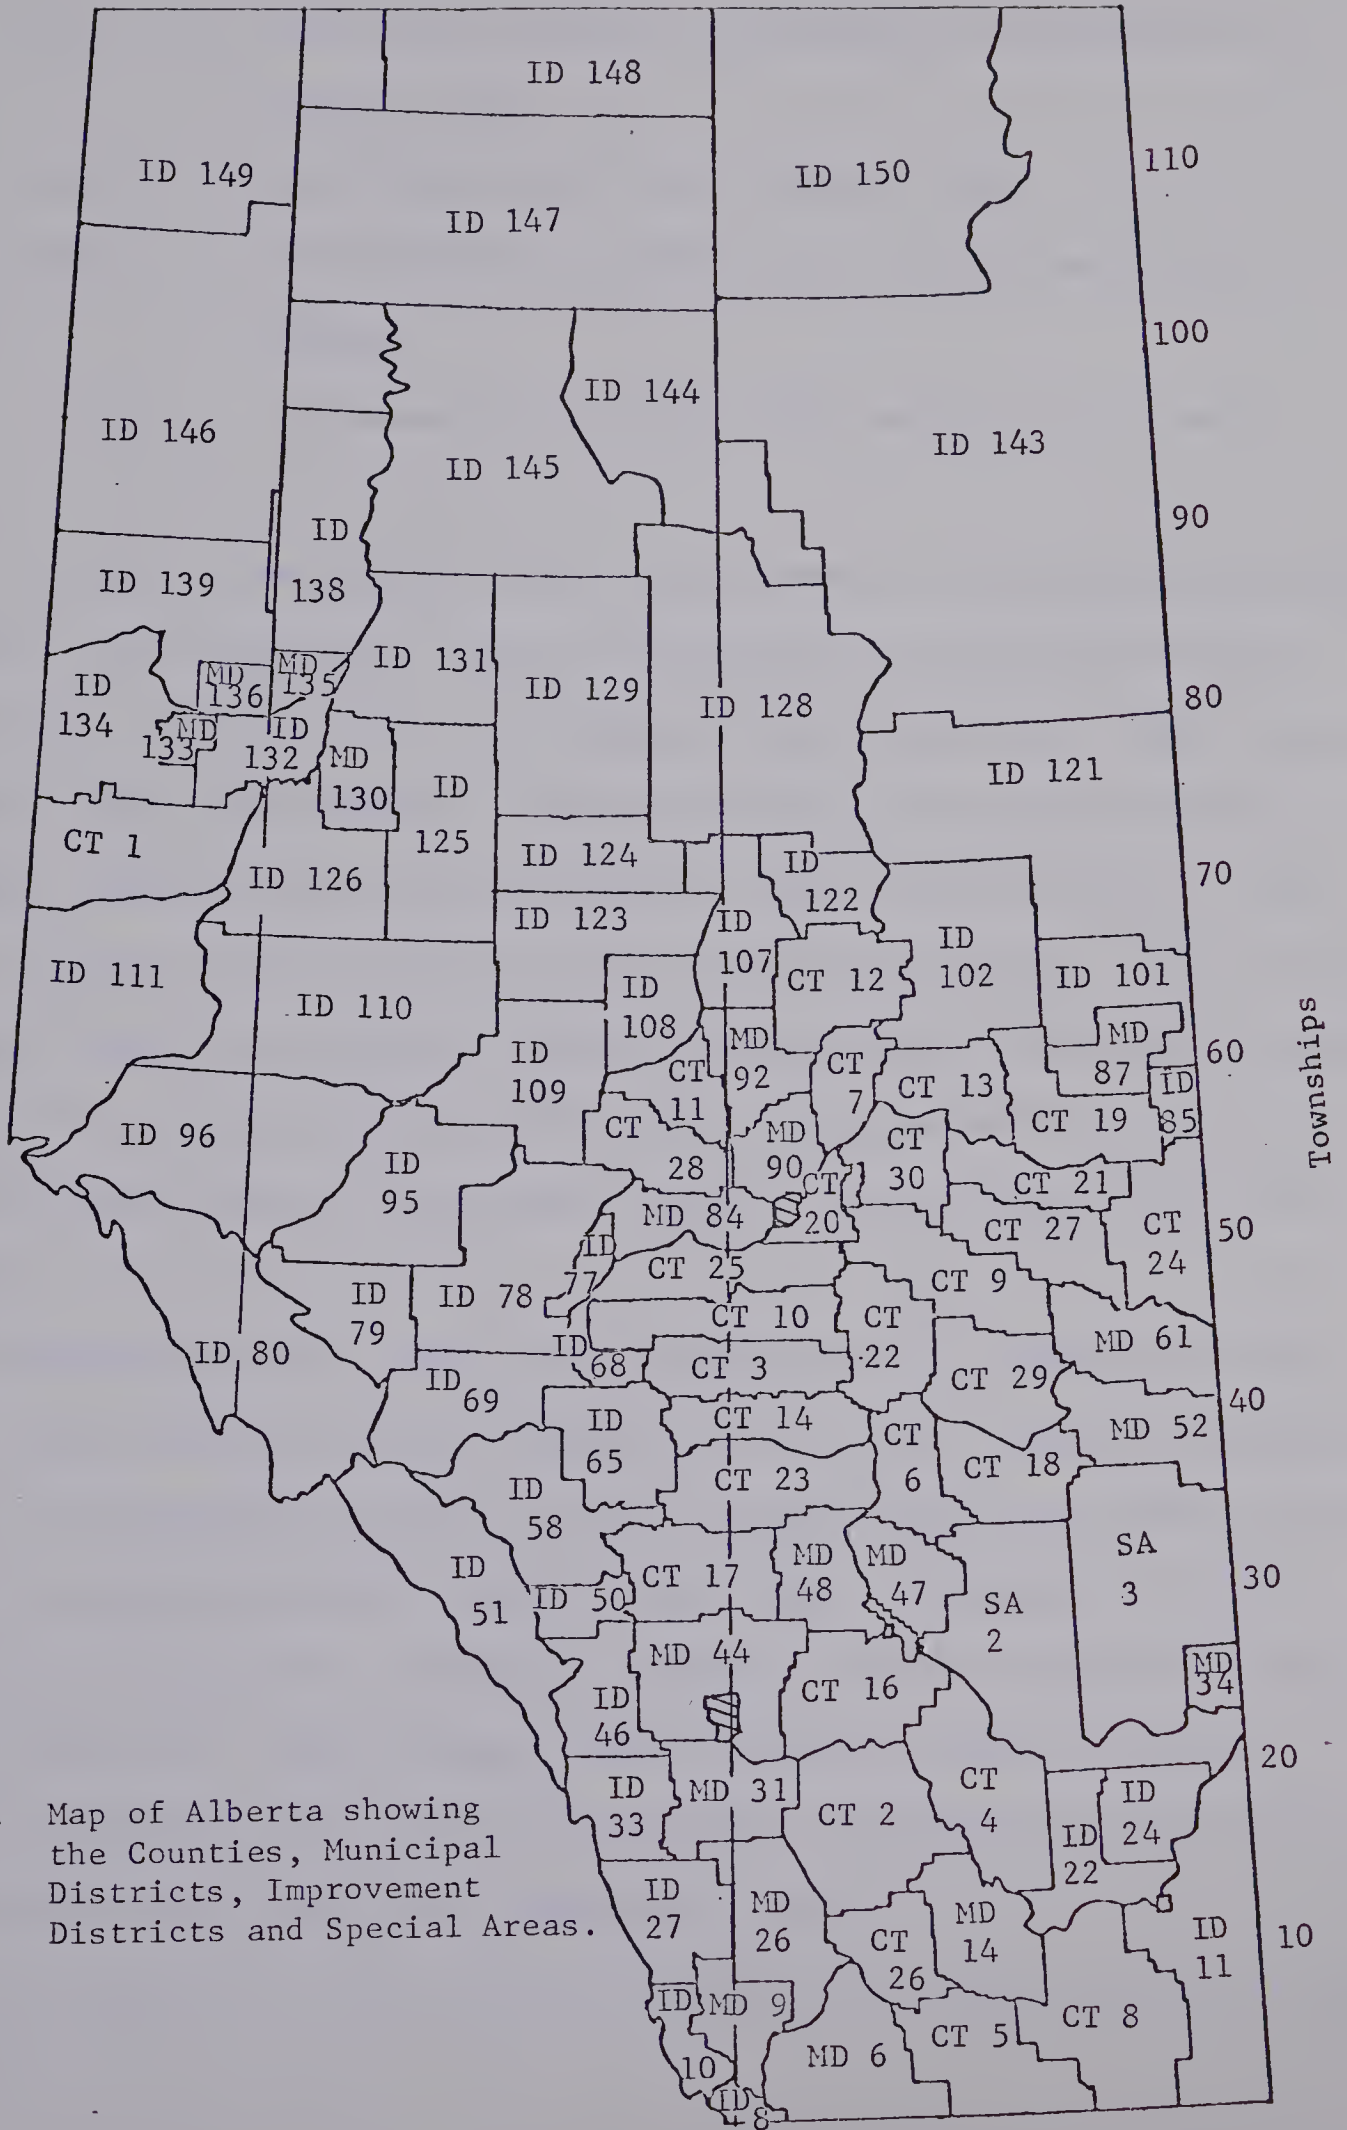 ID 148
110
ID 149
ID 150
ID 147
100
ID 144
ID 146
ID 143
ID 145
90
ID
138
ID 139
ID 131
MD
135
MD
136
ID
134
ID 129
80
ID 128
MD
133
ID
132
MD
130
ID
125
ID 121
CT 1
ID 124
ID 126
ID
122
70
ID 123
ID
107
ID
102
ID 111
CT 12
ID 101
ID 110
ID
108
MD
87
MD
92
60
ID
109
CT
11
CT
7
CT 13
ID
85
CT 19
ID 96
CT
28
MD
90
CT
30
ID
95
CT 21
CT
20
MD 84
CT 27
CT
24
50
ID
77
CT 25
CT 9
ID
79
ID 78
CT 10
CT
22
MD 61
ID 80
ID
68
CT 3
CT 29
ID
69
40
CT 14
ID
65
CT
6
MD 52
CT 18
CT 23
ID
58
SA
3
MD
48
MD
47
ID
51
CT 17
30
ID 50
SA
2
MD 44
MD
34
CT 16
ID
46
20
ID
33
MD 31
CT
4
ID
24
CT 2
ID
22
ID
27
MD
26
MD
14
ID
11
10
CT
26
ID
10
MD 9
CT 8
CT 5
MD 6
ID
8
Townships
Map of Alberta showing
the Counties, Municipal
Districts, Improvement
Districts and Special Areas.